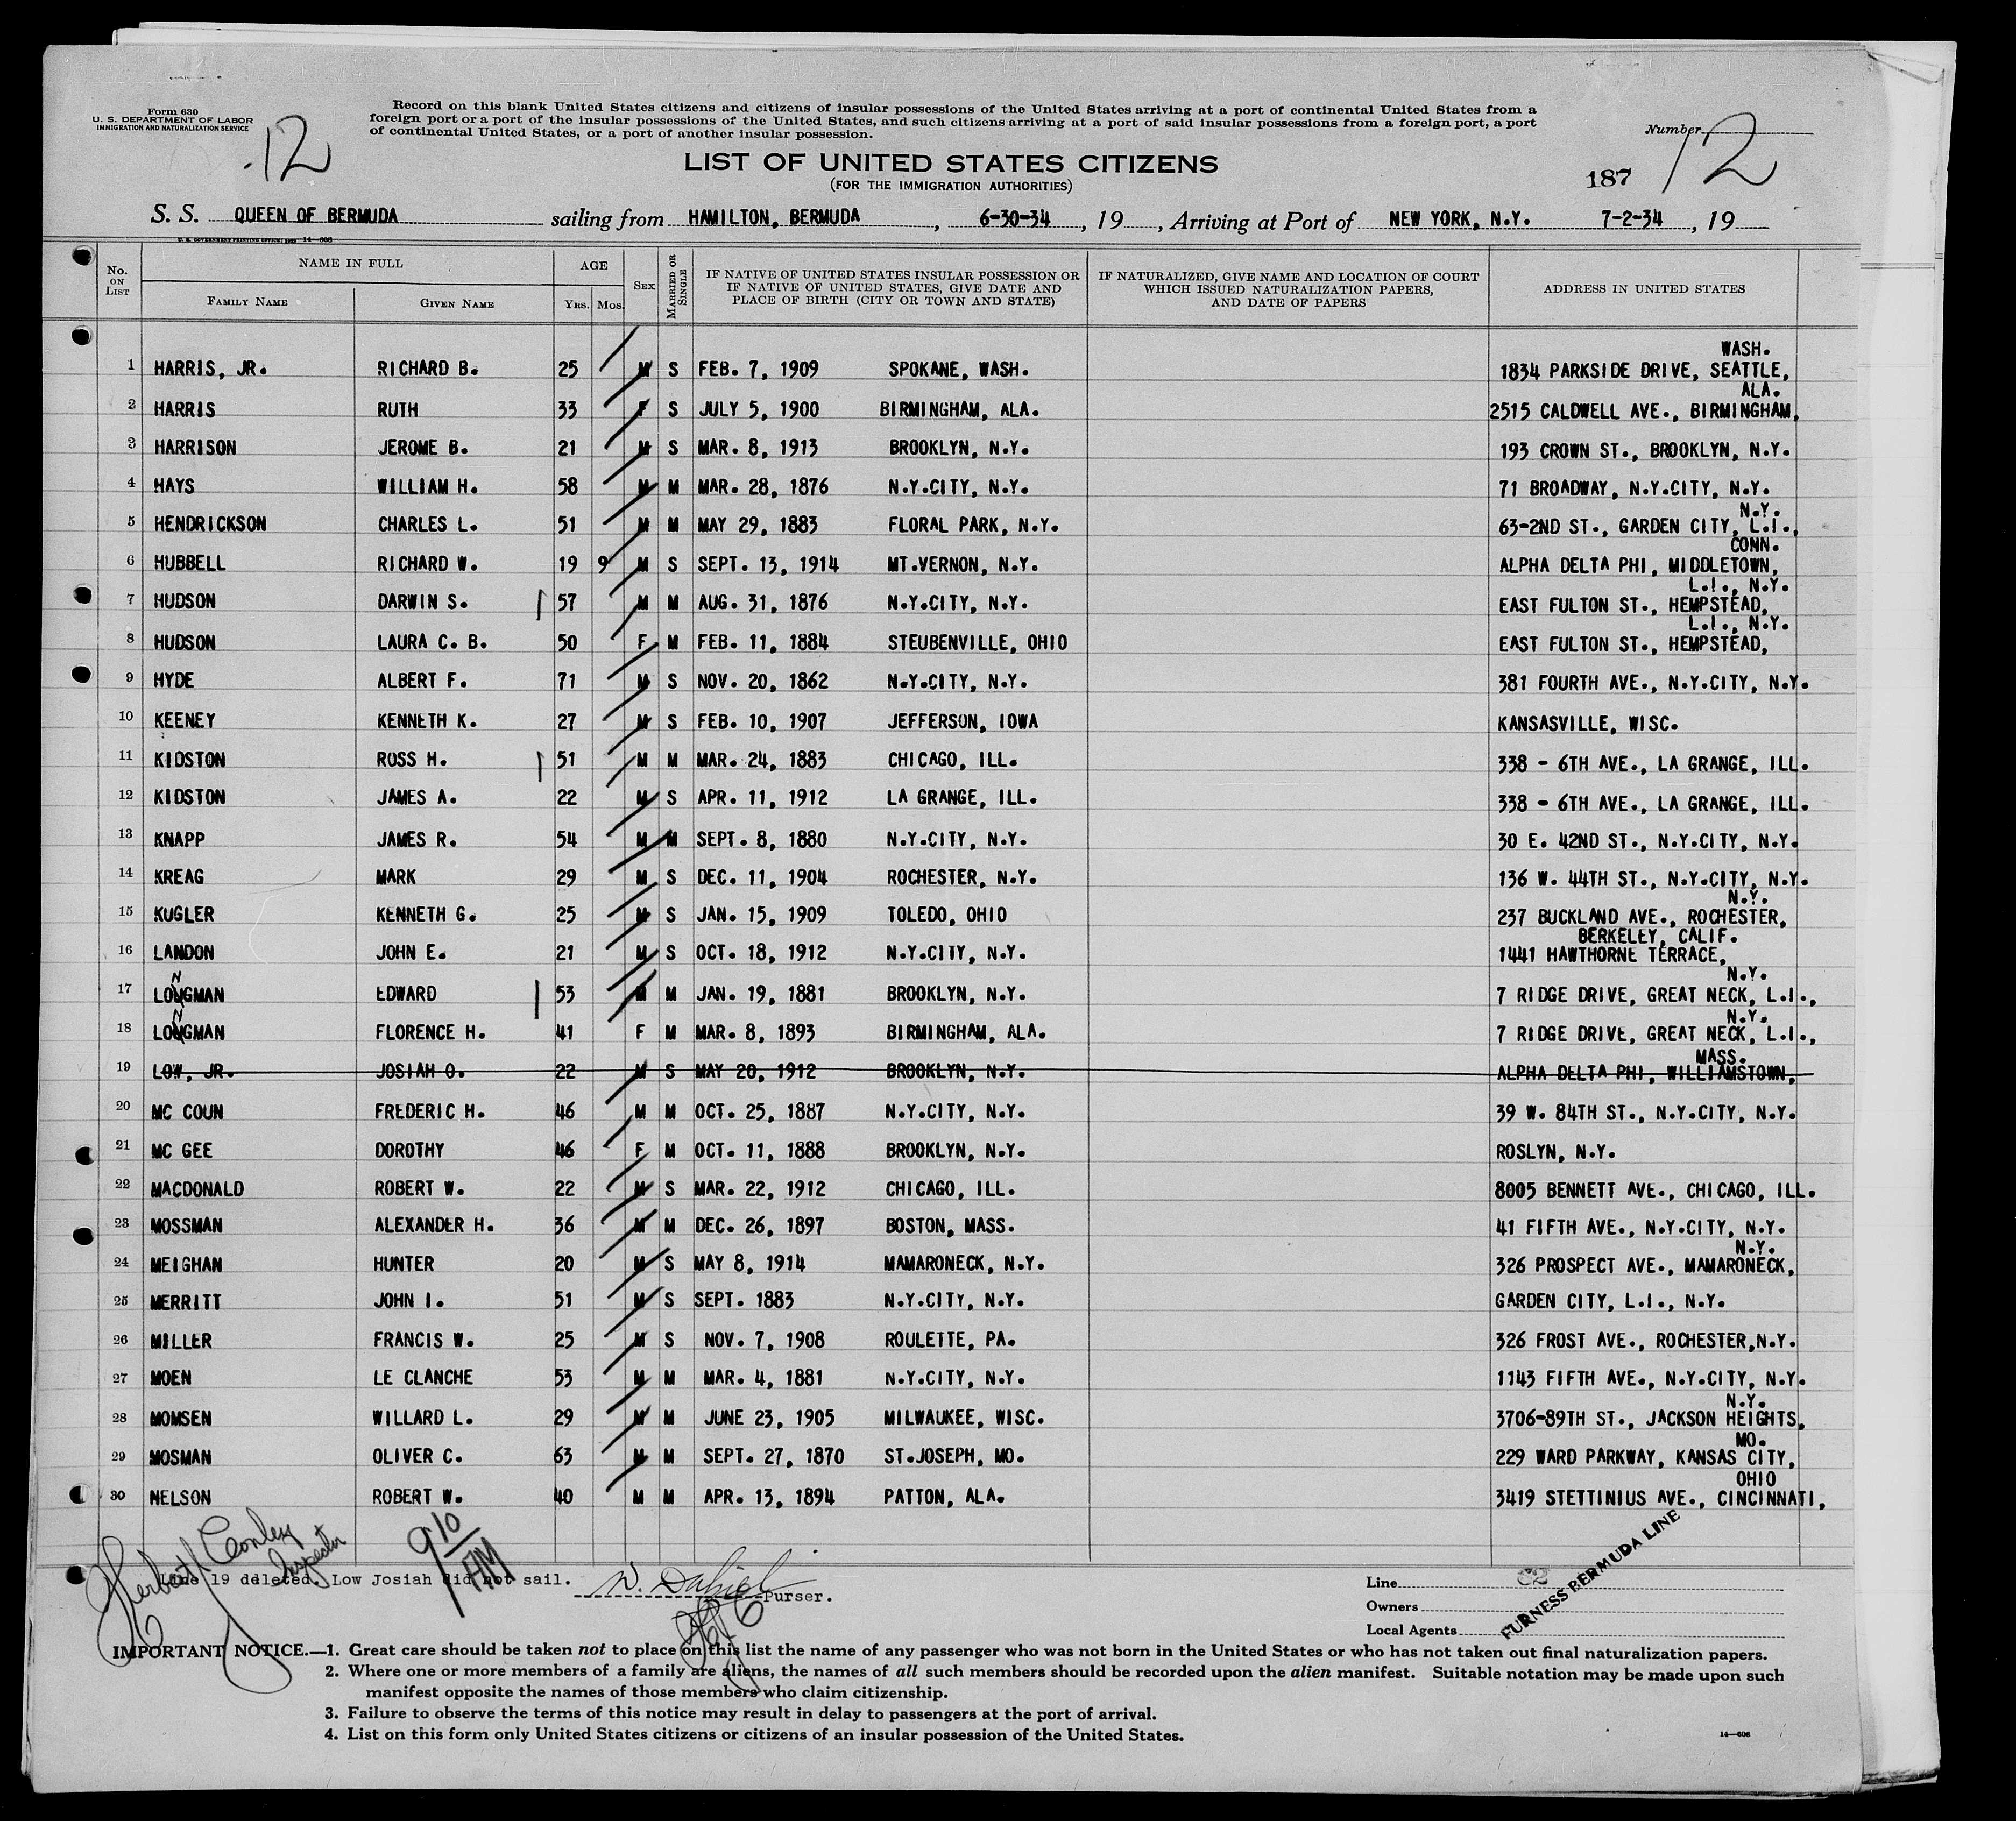 Form 630
U. S. DEPARTMENT OF LABOR
IMMIGRATION AND NATURALIZATION SERVICE
12
Record on this blank United States citizens and citizens of insular possessions of the United States arriving at a port of continental United States from a
foreign port or a port of the insular possessions of the United States, and such citizens arriving at a port of said insular possessions from a foreign port, a port
of continental United States, or a port of another insular possession.
Number
12
LIST OF UNITED STATES CITIZENS
(FOR THE IMMIGRATION AUTHORITIES)
187
S. S. QUEEN OF BERMUDA sailing from HAMILTON, BERMUDA, 6-30-34, 19 , Arriving at Port of NEW YORK, N.Y. 7-2-34, 19
U. S. GOVERNMENT PRINTING OFFICE: 14—608
No. ON LIST
NAME IN FULL
FAMILY NAME GIVEN NAME
AGE
YRS. MOS.
SEX
MARRIED OR SINGLE
IF NATIVE OF UNITED STATES INSULAR POSSESSION OR
IF NATIVE OF UNITED STATES, GIVE DATE AND
PLACE OF BIRTH (CITY OR TOWN AND STATE)
IF NATURALIZED, GIVE NAME AND LOCATION OF COURT
WHICH ISSUED NATURALIZATION PAPERS,
AND DATE OF PAPERS
ADDRESS IN UNITED STATES
WASH.
1 HARRIS, JR. RICHARD B. 25 M S FEB. 7, 1909 SPOKANE, WASH. 1834 PARKSIDE DRIVE, SEATTLE,
ALA.
2 HARRIS RUTH 33 F S JULY 5, 1900 BIRMINGHAM, ALA. 2515 CALDWELL AVE., BIRMINGHAM,
3 HARRISON JEROME B. 21 M S MAR. 8, 1913 BROOKLYN, N.Y. 193 CROWN ST., BROOKLYN, N.Y.
4 HAYS WILLIAM H. 58 M M MAR. 28, 1876 N.Y.CITY, N.Y. 71 BROADWAY, N.Y.CITY, N.Y.
N.Y.
5 HENDRICKSON CHARLES L. 51 M M MAY 29, 1883 FLORAL PARK, N.Y. 63-2ND ST., GARDEN CITY, L.I.,
CONN.
6 HUBBELL RICHARD W. 19 9 M S SEPT. 13, 1914 MT.VERNON, N.Y. ALPHA DELTA PHI, MIDDLETOWN,
L.I., N.Y.
7 HUDSON DARWIN S. 57 M M AUG. 31, 1876 N.Y.CITY, N.Y. EAST FULTON ST., HEMPSTEAD,
L.I., N.Y.
8 HUDSON LAURA C. B. 50 F M FEB. 11, 1884 STEUBENVILLE, OHIO EAST FULTON ST., HEMPSTEAD,
9 HYDE ALBERT F. 71 M S NOV. 20, 1862 N.Y.CITY, N.Y. 381 FOURTH AVE., N.Y.CITY, N.Y.
10 KEENEY KENNETH K. 27 M S FEB. 10, 1907 JEFFERSON, IOWA KANSASVILLE, WISC.
11 KIDSTON ROSS H. 51 M M MAR. 24, 1883 CHICAGO, ILL. 338 - 6TH AVE., LA GRANGE, ILL.
12 KIDSTON JAMES A. 22 M S APR. 11, 1912 LA GRANGE, ILL. 338 - 6TH AVE., LA GRANGE, ILL.
13 KNAPP JAMES R. 54 M M SEPT. 8, 1880 N.Y.CITY, N.Y. 30 E. 42ND ST., N.Y.CITY, N.Y.
14 KREAG MARK 29 M S DEC. 11, 1904 ROCHESTER, N.Y. 136 W. 44TH ST., N.Y.CITY, N.Y.
N.Y.
15 KUGLER KENNETH G. 25 M S JAN. 15, 1909 TOLEDO, OHIO 237 BUCKLAND AVE., ROCHESTER,
BERKELEY, CALIF.
16 LANDON JOHN E. 21 M S OCT. 18, 1912 N.Y.CITY, N.Y. 1441 HAWTHORNE TERRACE,
N N.Y.
17 LOUGMAN EDWARD 53 M M JAN. 19, 1881 BROOKLYN, N.Y. 7 RIDGE DRIVE, GREAT NECK, L.I.,
N N.Y.
18 LOUGMAN FLORENCE H. 41 F M MAR. 8, 1893 BIRMINGHAM, ALA. 7 RIDGE DRIVE, GREAT NECK, L.I.,
MASS.
19 LOW, JR. JOSIAH O. 22 M S MAY 20, 1912 BROOKLYN, N.Y. ALPHA DELTA PHI, WILLIAMSTOWN,
20 MC COUN FREDERIC H. 46 M M OCT. 25, 1887 N.Y.CITY, N.Y. 39 W. 84TH ST., N.Y.CITY, N.Y.
21 MC GEE DOROTHY 46 F M OCT. 11, 1888 BROOKLYN, N.Y. ROSLYN, N.Y.
22 MACDONALD ROBERT W. 22 M S MAR. 22, 1912 CHICAGO, ILL. 8005 BENNETT AVE., CHICAGO, ILL.
23 MOSSMAN ALEXANDER H. 36 M M DEC. 26, 1897 BOSTON, MASS. 41 FIFTH AVE., N.Y.CITY, N.Y.
N.Y.
24 MEIGHAN HUNTER 20 M S MAY 8, 1914 MAMARONECK, N.Y. 326 PROSPECT AVE., MAMARONECK,
25 MERRITT JOHN I. 51 M S SEPT. 1883 N.Y.CITY, N.Y. GARDEN CITY, L.I., N.Y.
26 MILLER FRANCIS W. 25 M S NOV. 7, 1908 ROULETTE, PA. 326 FROST AVE., ROCHESTER,N.Y.
27 MOEN LE CLANCHE 53 M M MAR. 4, 1881 N.Y.CITY, N.Y. 1143 FIFTH AVE., N.Y.CITY, N.Y.
N.Y.
28 MOMSEN WILLARD L. 29 M M JUNE 23, 1905 MILWAUKEE, WISC. 3706-89TH ST., JACKSON HEIGHTS,
MO.
29 MOSMAN OLIVER C. 63 M M SEPT. 27, 1870 ST.JOSEPH, MO. 229 WARD PARKWAY, KANSAS CITY,
OHIO
30 NELSON ROBERT W. 40 M M APR. 13, 1894 PATTON, ALA. 3419 STETTINIUS AVE., CINCINNATI,
Herbert Conley
Inspector
9 10/AM
Line 19 deleted. Low Josiah did not sail. Purser.
Line 82
Owners
Local Agents
FURNESS BERMUDA LINE
IMPORTANT NOTICE.—1. Great care should be taken not to place on this list the name of any passenger who was not born in the United States or who has not taken out final naturalization papers.
2. Where one or more members of a family are aliens, the names of all such members should be recorded upon the alien manifest. Suitable notation may be made upon such
manifest opposite the names of those members who claim citizenship.
3. Failure to observe the terms of this notice may result in delay to passengers at the port of arrival.
4. List on this form only United States citizens or citizens of an insular possession of the United States.
14—608